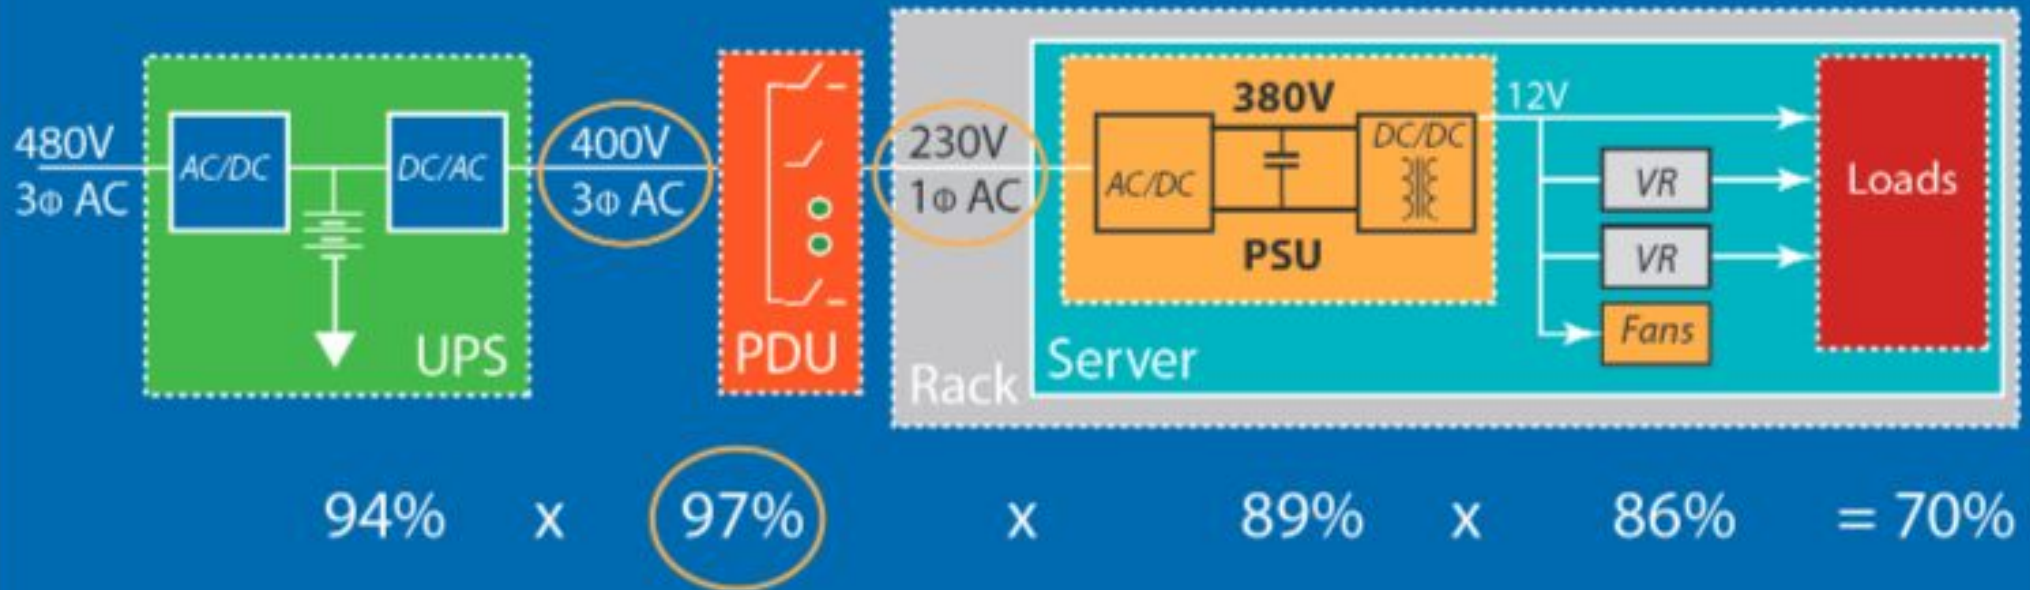 480V
3Φ AC
AC/DC
DC/AC
UPS
400V
3Φ AC
PDU
230V
1Φ AC
Rack
Server
AC/DC
380V
PSU
DC/DC
12V
VR
VR
Fans
Loads
94% x 97% x 89% x 86% = 70%